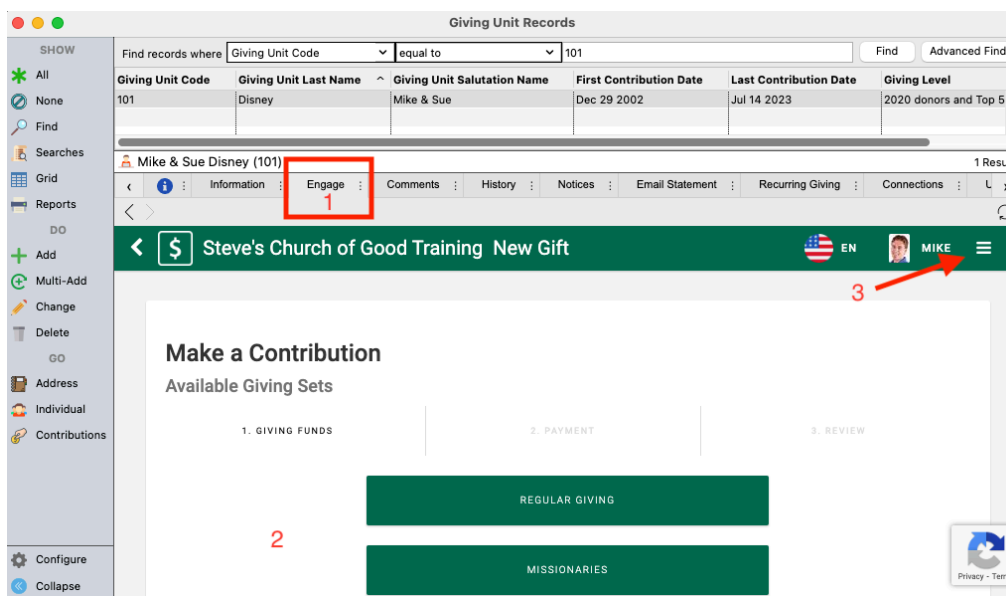 Giving Unit Records
SHOW
All
None
Find
Searches
Grid
Reports
DO
Add
Multi-Add
Change
Delete
GO
Address
Individual
Contributions
Configure
Collapse
Find records where Giving Unit Code equal to 101 Find Advanced Find
Giving Unit Code Giving Unit Last Name Giving Unit Salutation Name First Contribution Date Last Contribution Date Giving Level
101 Disney Mike & Sue Dec 29 2002 Jul 14 2023 2020 donors and Top 5
Mike & Sue Disney (101) 1 Resu
Information Engage Comments History Notices Email Statement Recurring Giving Connections
1
$ Steve's Church of Good Training New Gift EN MIKE
3
Make a Contribution
Available Giving Sets
1. GIVING FUNDS 2. PAYMENT 3. REVIEW
REGULAR GIVING
2
MISSIONARIES
Privacy - Ter